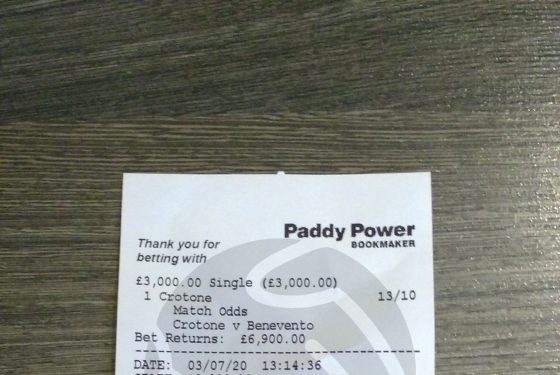 Paddy Power
BOOKMAKER
Thank you for
betting with
£3,000.00 Single (£3,000.00)
1 Crotone 13/10
Match Odds
Crotone v Benevento
Bet Returns: £6,900.00
DATE: 03/07/20 13:14:36